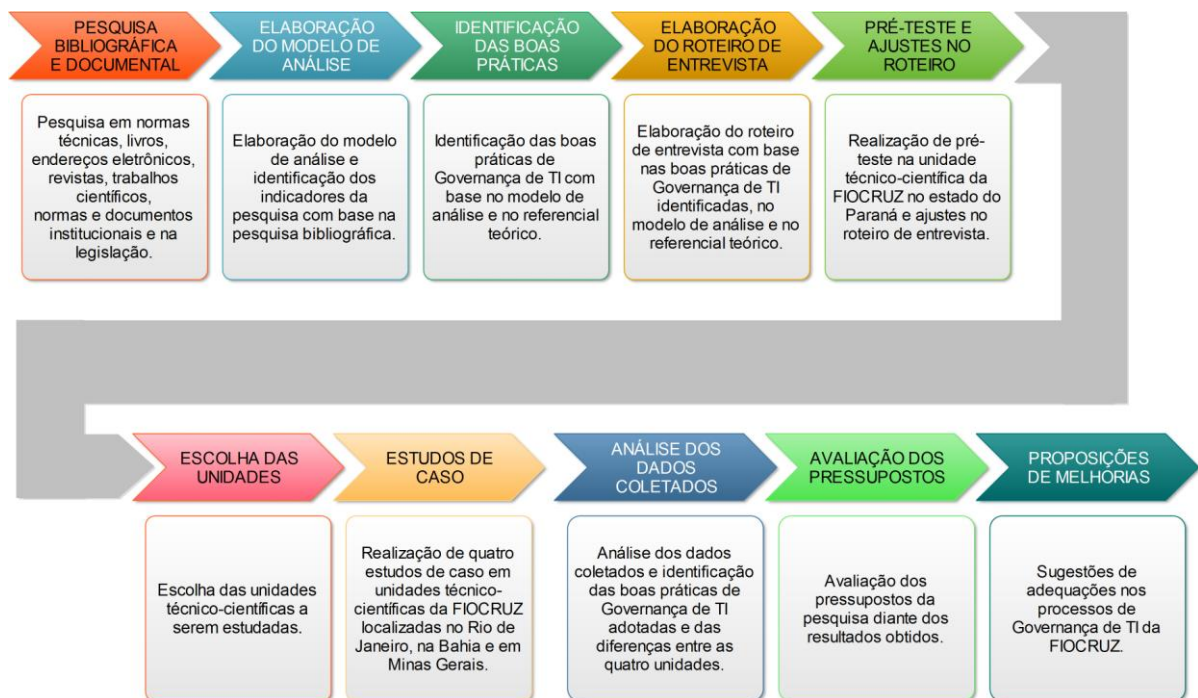 PESQUISA
BIBLIOGRÁFICA
E DOCUMENTAL
Pesquisa em normas
técnicas, livros,
endereços eletrônicos,
revistas, trabalhos
científicos,
normas e documentos
institucionais e na
legislação.
ELABORAÇÃO
DO MODELO DE
ANÁLISE
Elaboração do modelo
de análise e
identificação dos
indicadores da
pesquisa com base na
pesquisa bibliográfica.
IDENTIFICAÇÃO
DAS BOAS
PRÁTICAS
Identificação das boas
práticas de
Governança de TI com
base no modelo de
análise e no referencial
teórico.
ELABORAÇÃO
DO ROTEIRO DE
ENTREVISTA
Elaboração do roteiro
de entrevista com base
nas boas práticas de
Governança de TI
identificadas, no
modelo de análise e no
referencial teórico.
PRÉ-TESTE E
AJUSTES NO
ROTEIRO
Realização de pré-
teste na unidade
técnico-científica da
FIOCRUZ no estado do
Paraná e ajustes no
roteiro de entrevista.
ESCOLHA DAS
UNIDADES
Escolha das unidades
técnico-científicas a
serem estudadas.
ESTUDOS DE
CASO
Realização de quatro
estudos de caso em
unidades técnico-
científicas da FIOCRUZ
localizadas no Rio de
Janeiro, na Bahia e em
Minas Gerais.
ANÁLISE DOS
DADOS
COLETADOS
Análise dos dados
coletados e identificação
das boas práticas de
Governança de TI
adotadas e das
diferenças entre as
quatro unidades.
AVALIAÇÃO DOS
PRESSUPOSTOS
Avaliação dos
pressupostos da
pesquisa diante dos
resultados obtidos.
PROPOSIÇÕES
DE MELHÓRIAS
Sugestões de
adequações nos
processos de
Governança de TI da
FIOCRUZ.